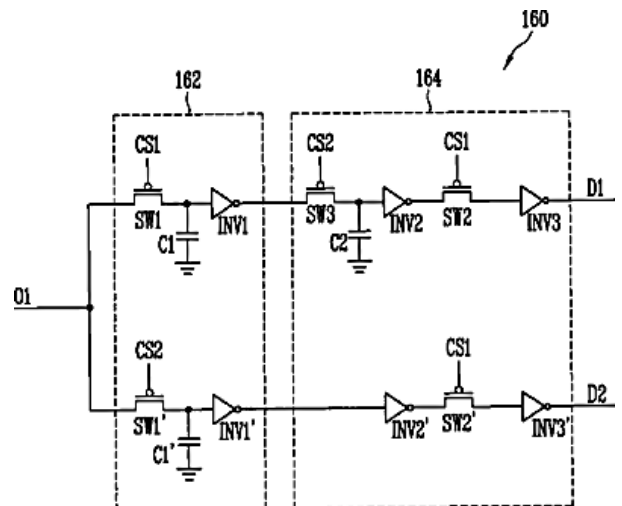 160
162
164
CS1
CS2
CS1
D1
SW1
INV1
SW3
INV2
SW2
INV3
C1
C2
O1
CS2
CS1
D2
SW1'
INV1'
INV2'
SW2'
INV3'
C1'